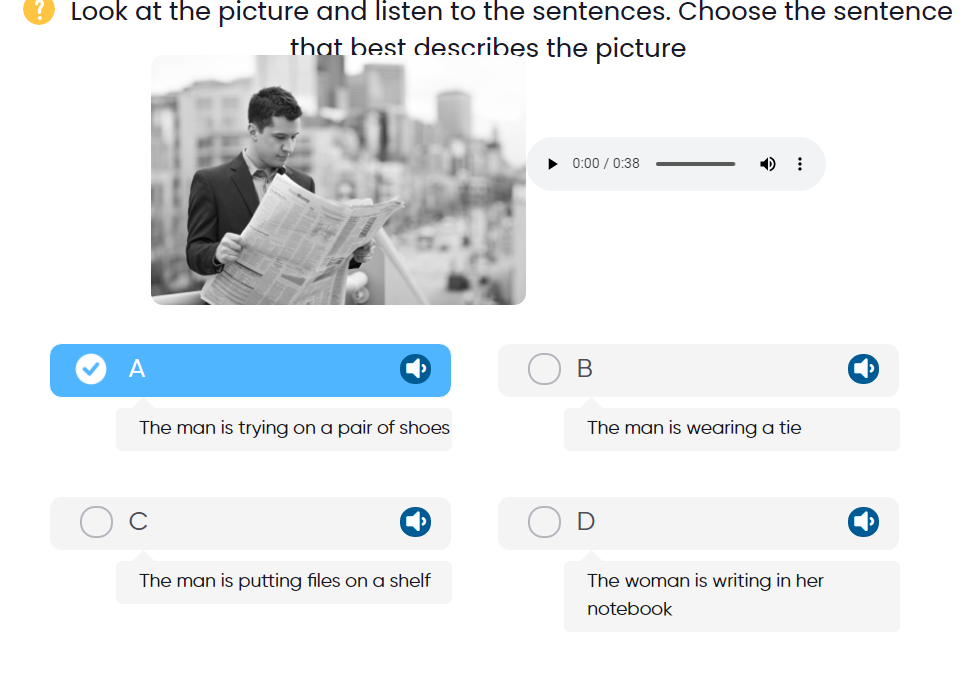 ?
Look at the picture and listen to the sentences. Choose the sentence
that best describes the picture
0:00 / 0:38
A
The man is trying on a pair of shoes
B
The man is wearing a tie
C
The man is putting files on a shelf
D
The woman is writing in her
notebook